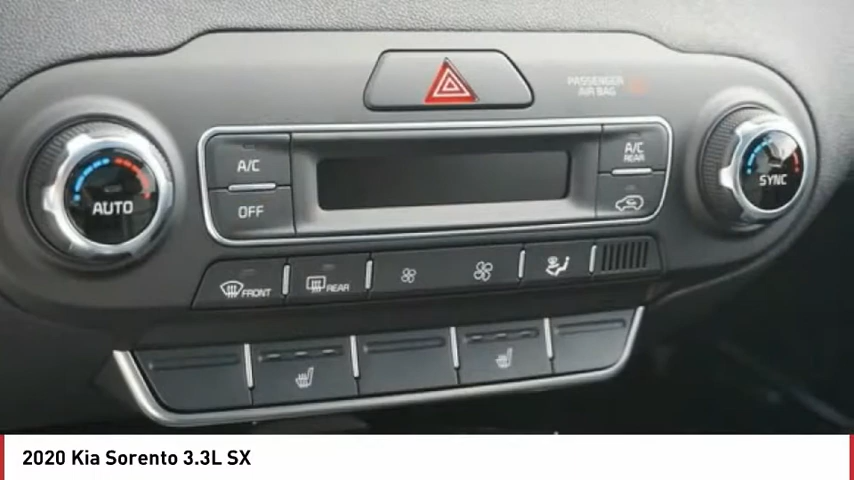 PASSENGER
AIR BAG
A/C
A/C
REAR
AUTO
SYNC
OFF
FRONT
REAR
2020 Kia Sorento 3.3L SX